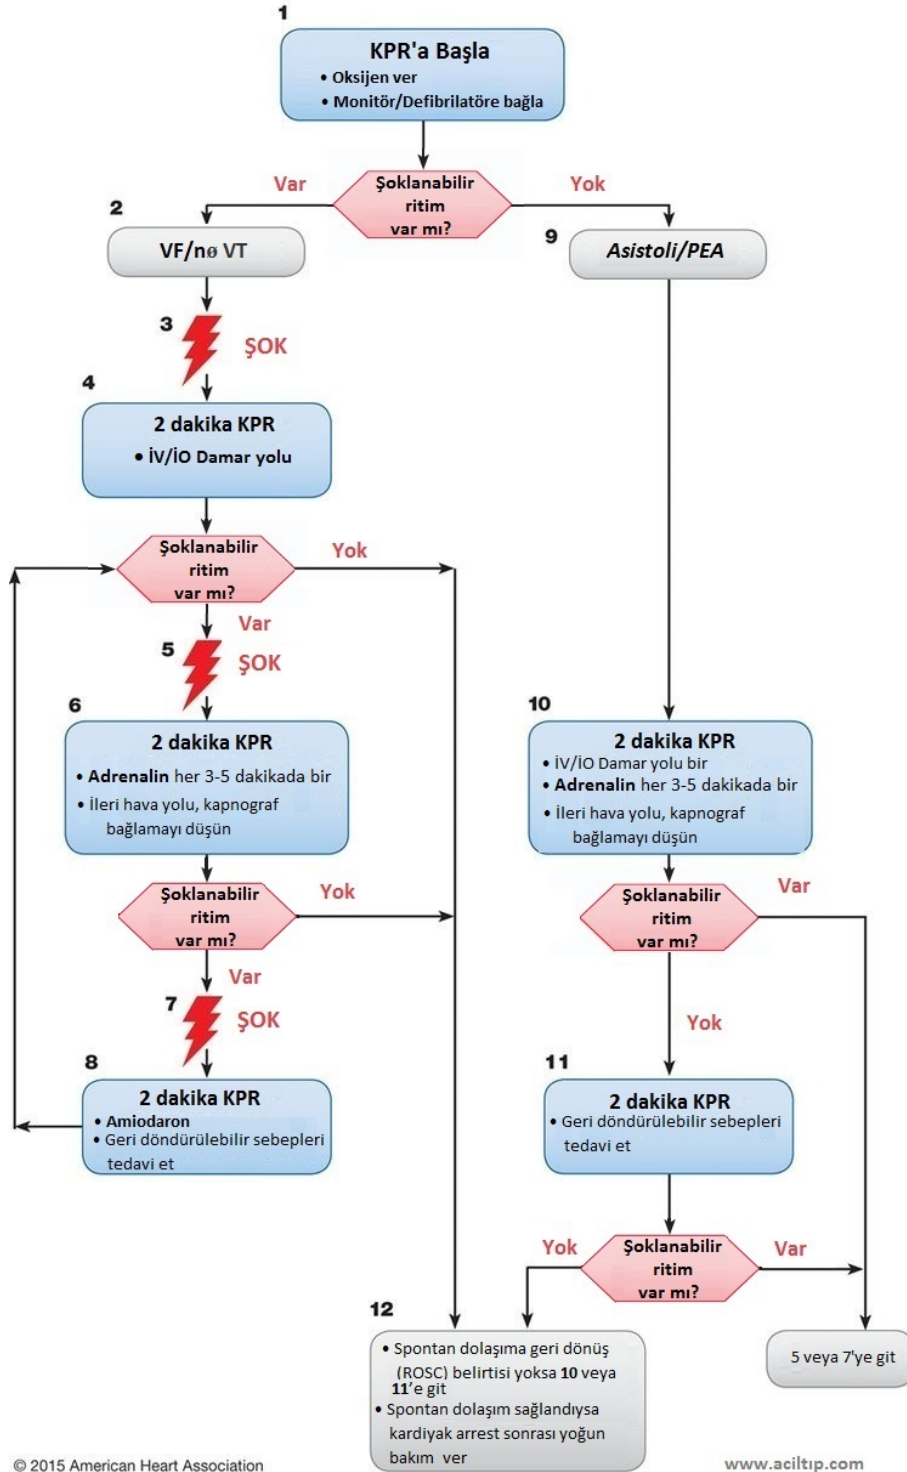 1
KPR'a Başla
• Oksijen ver
• Monitör/Defibrilatöre bağla
Şoklanabilir
ritim
var mı?
Var
Yok
2
VF/nø VT
9
Asistoli/PEA
3
ŞOK
4
2 dakika KPR
• İV/İO Damar yolu
Şoklanabilir
ritim
var mı?
Yok
Var
5
ŞOK
6
2 dakika KPR
• Adrenalin her 3-5 dakikada bir
• İleri hava yolu, kapnograf
bağlamayı düşün
10
2 dakika KPR
• İV/İO Damar yolu bir
• Adrenalin her 3-5 dakikada bir
• İleri hava yolu, kapnograf
bağlamayı düşün
Şoklanabilir
ritim
var mı?
Yok
Var
7
ŞOK
Şoklanabilir
ritim
var mı?
Var
Yok
8
2 dakika KPR
• Amiodaron
• Geri döndürülebilir sebepleri
tedavi et
11
2 dakika KPR
• Geri döndürülebilir sebepleri
tedavi et
Şoklanabilir
ritim
var mı?
Yok
Var
12
• Spontan dolaşıma geri dönüş
(ROSC) belirtisi yoksa 10 veya
11'e git
• Spontan dolaşım sağlandıysa
kardiyak arrest sonrası yoğun
bakım ver
5 veya 7'ye git
© 2015 American Heart Association
www.aciltıp.com